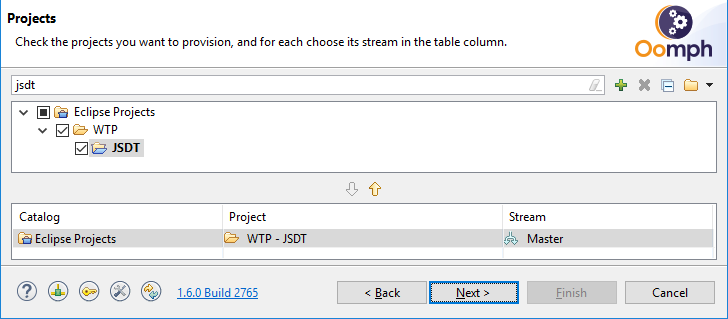 Projects
Check the projects you want to provision, and for each choose its stream in the table column.
Oomph
jsdt
Eclipse Projects
WTP
JSDT
Catalog Project Stream
Eclipse Projects WTP - JSDT Master
? 1.6.0 Build 2765 < Back Next > Finish Cancel